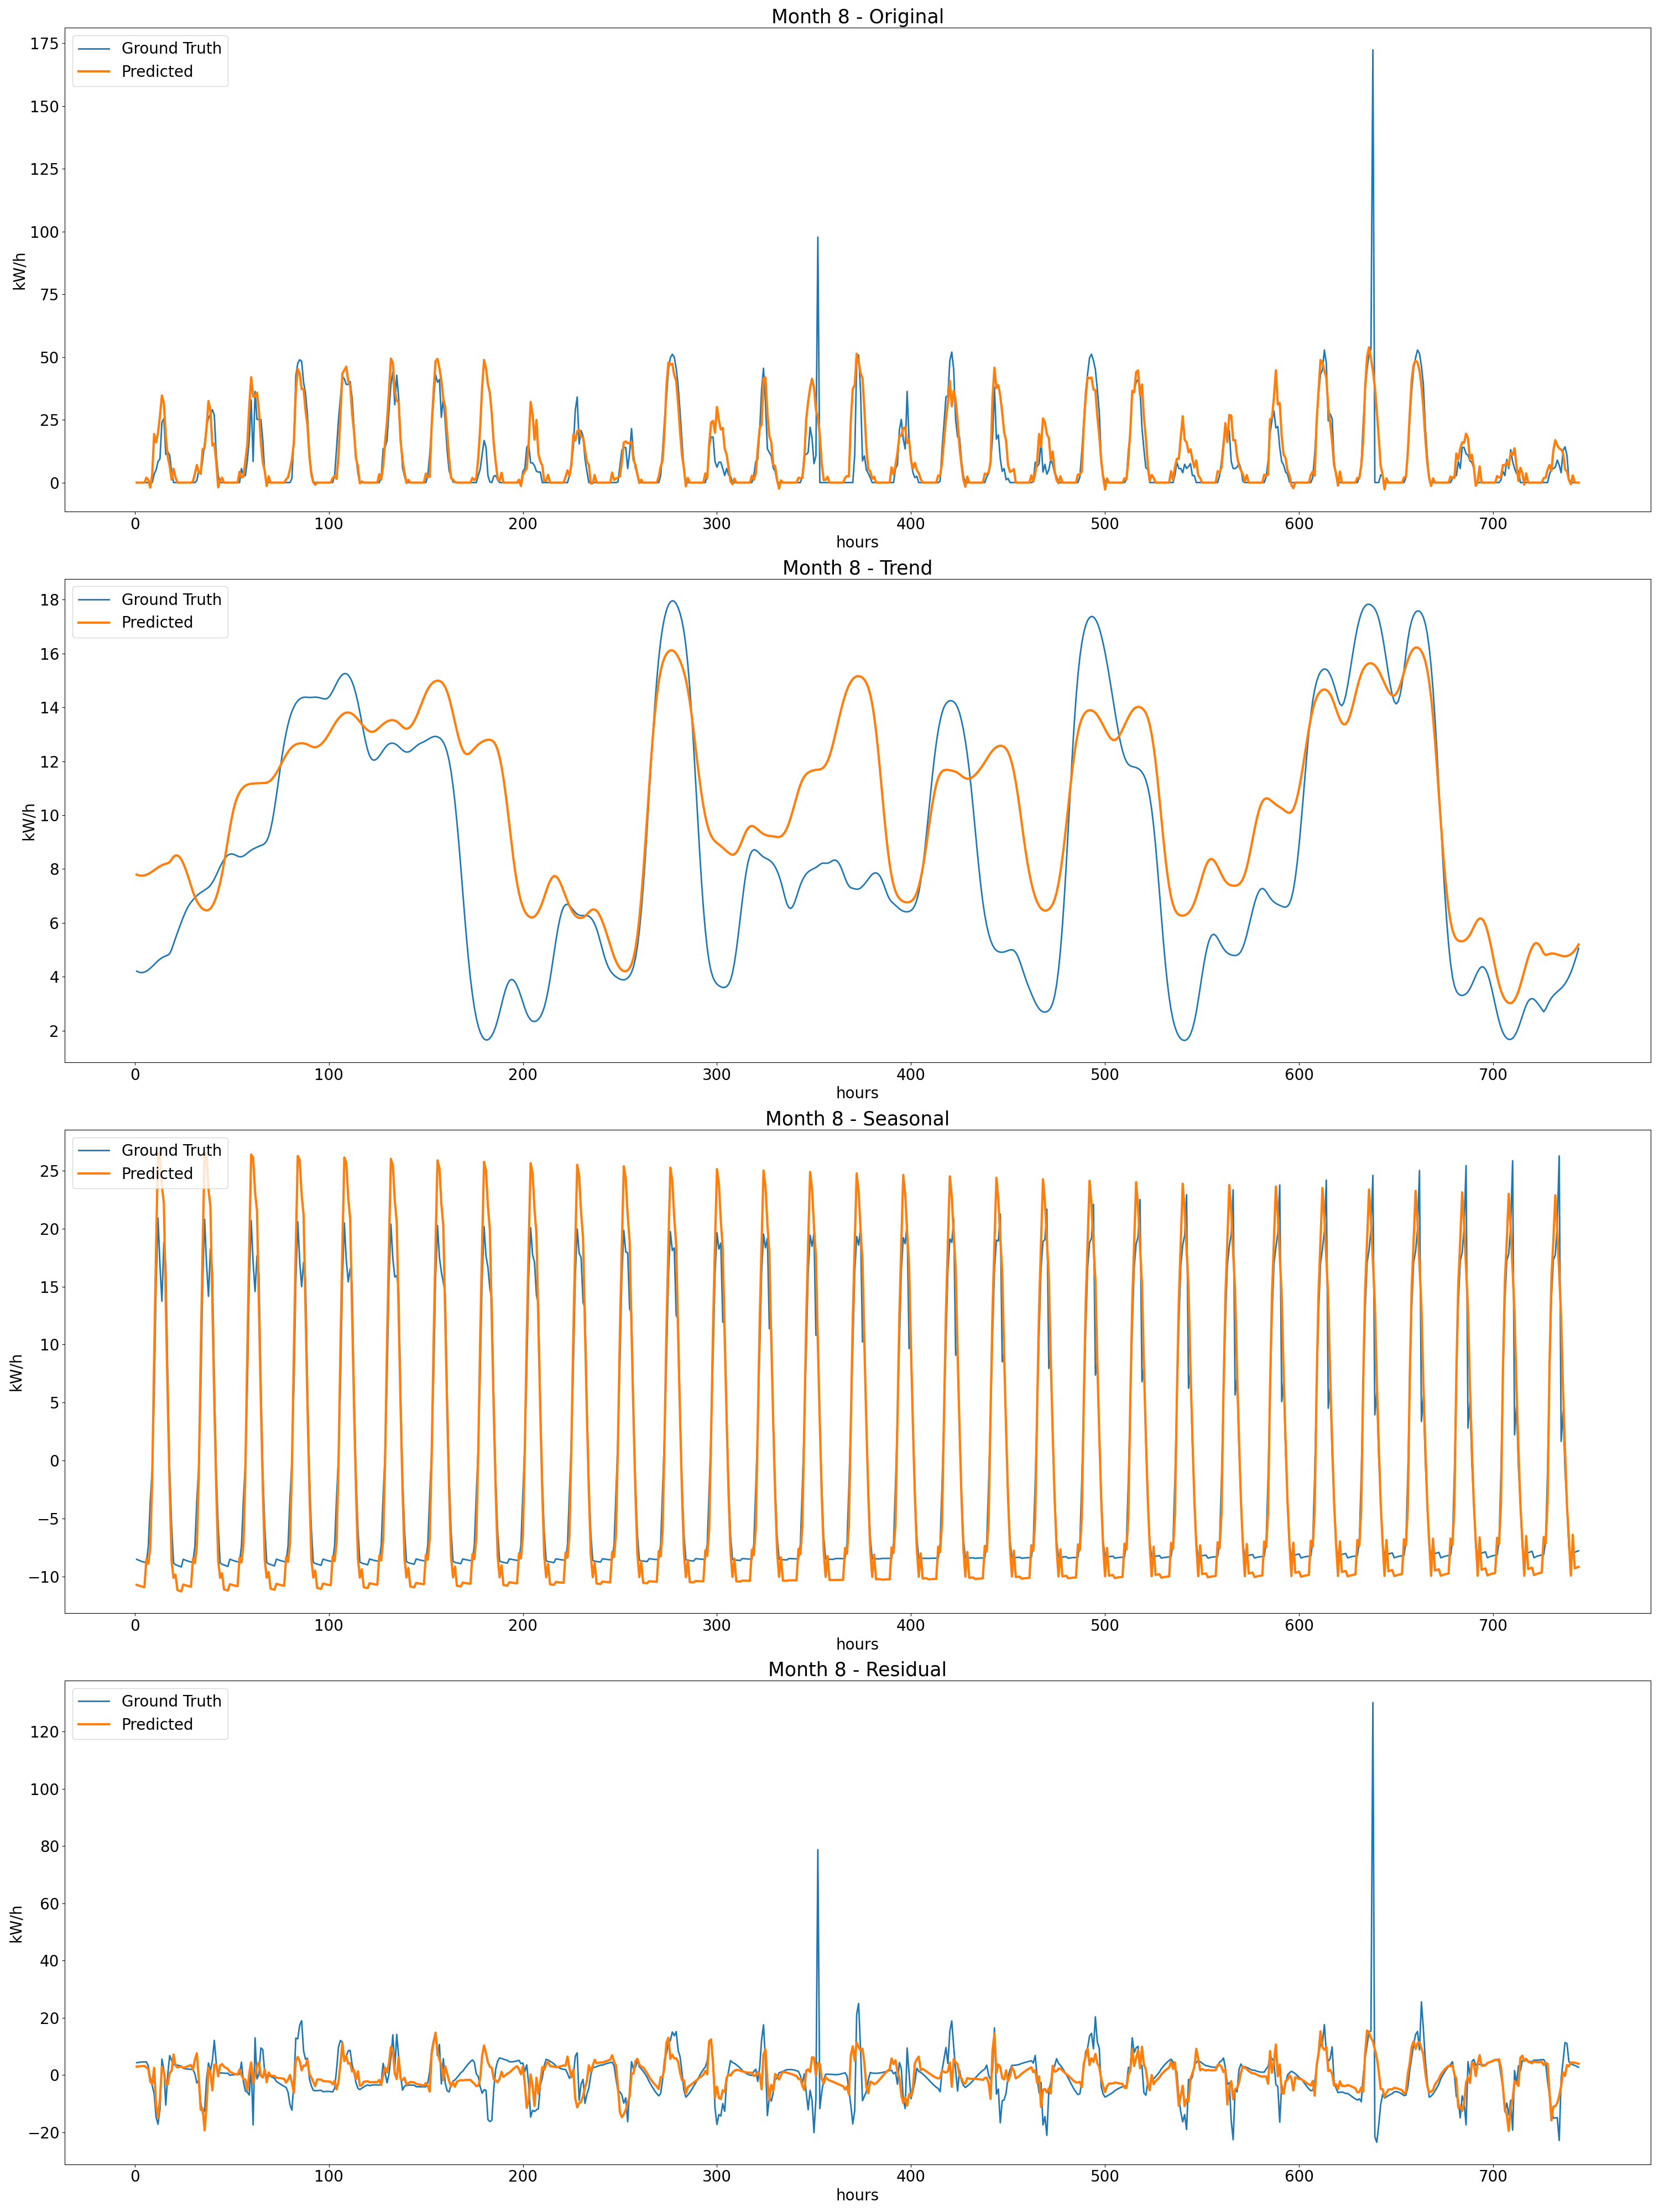 Month 8 - Original
Ground Truth
Predicted
175
150
125
100
75
50
25
0
kW/h
0 100 200 300 400 500 600 700
hours
Month 8 - Trend
Ground Truth
Predicted
18
16
14
12
10
8
6
4
2
kW/h
0 100 200 300 400 500 600 700
hours
Month 8 - Seasonal
Ground Truth
Predicted
25
20
15
10
5
0
−5
−10
kW/h
0 100 200 300 400 500 600 700
hours
Month 8 - Residual
Ground Truth
Predicted
120
100
80
60
40
20
0
−20
kW/h
0 100 200 300 400 500 600 700
hours